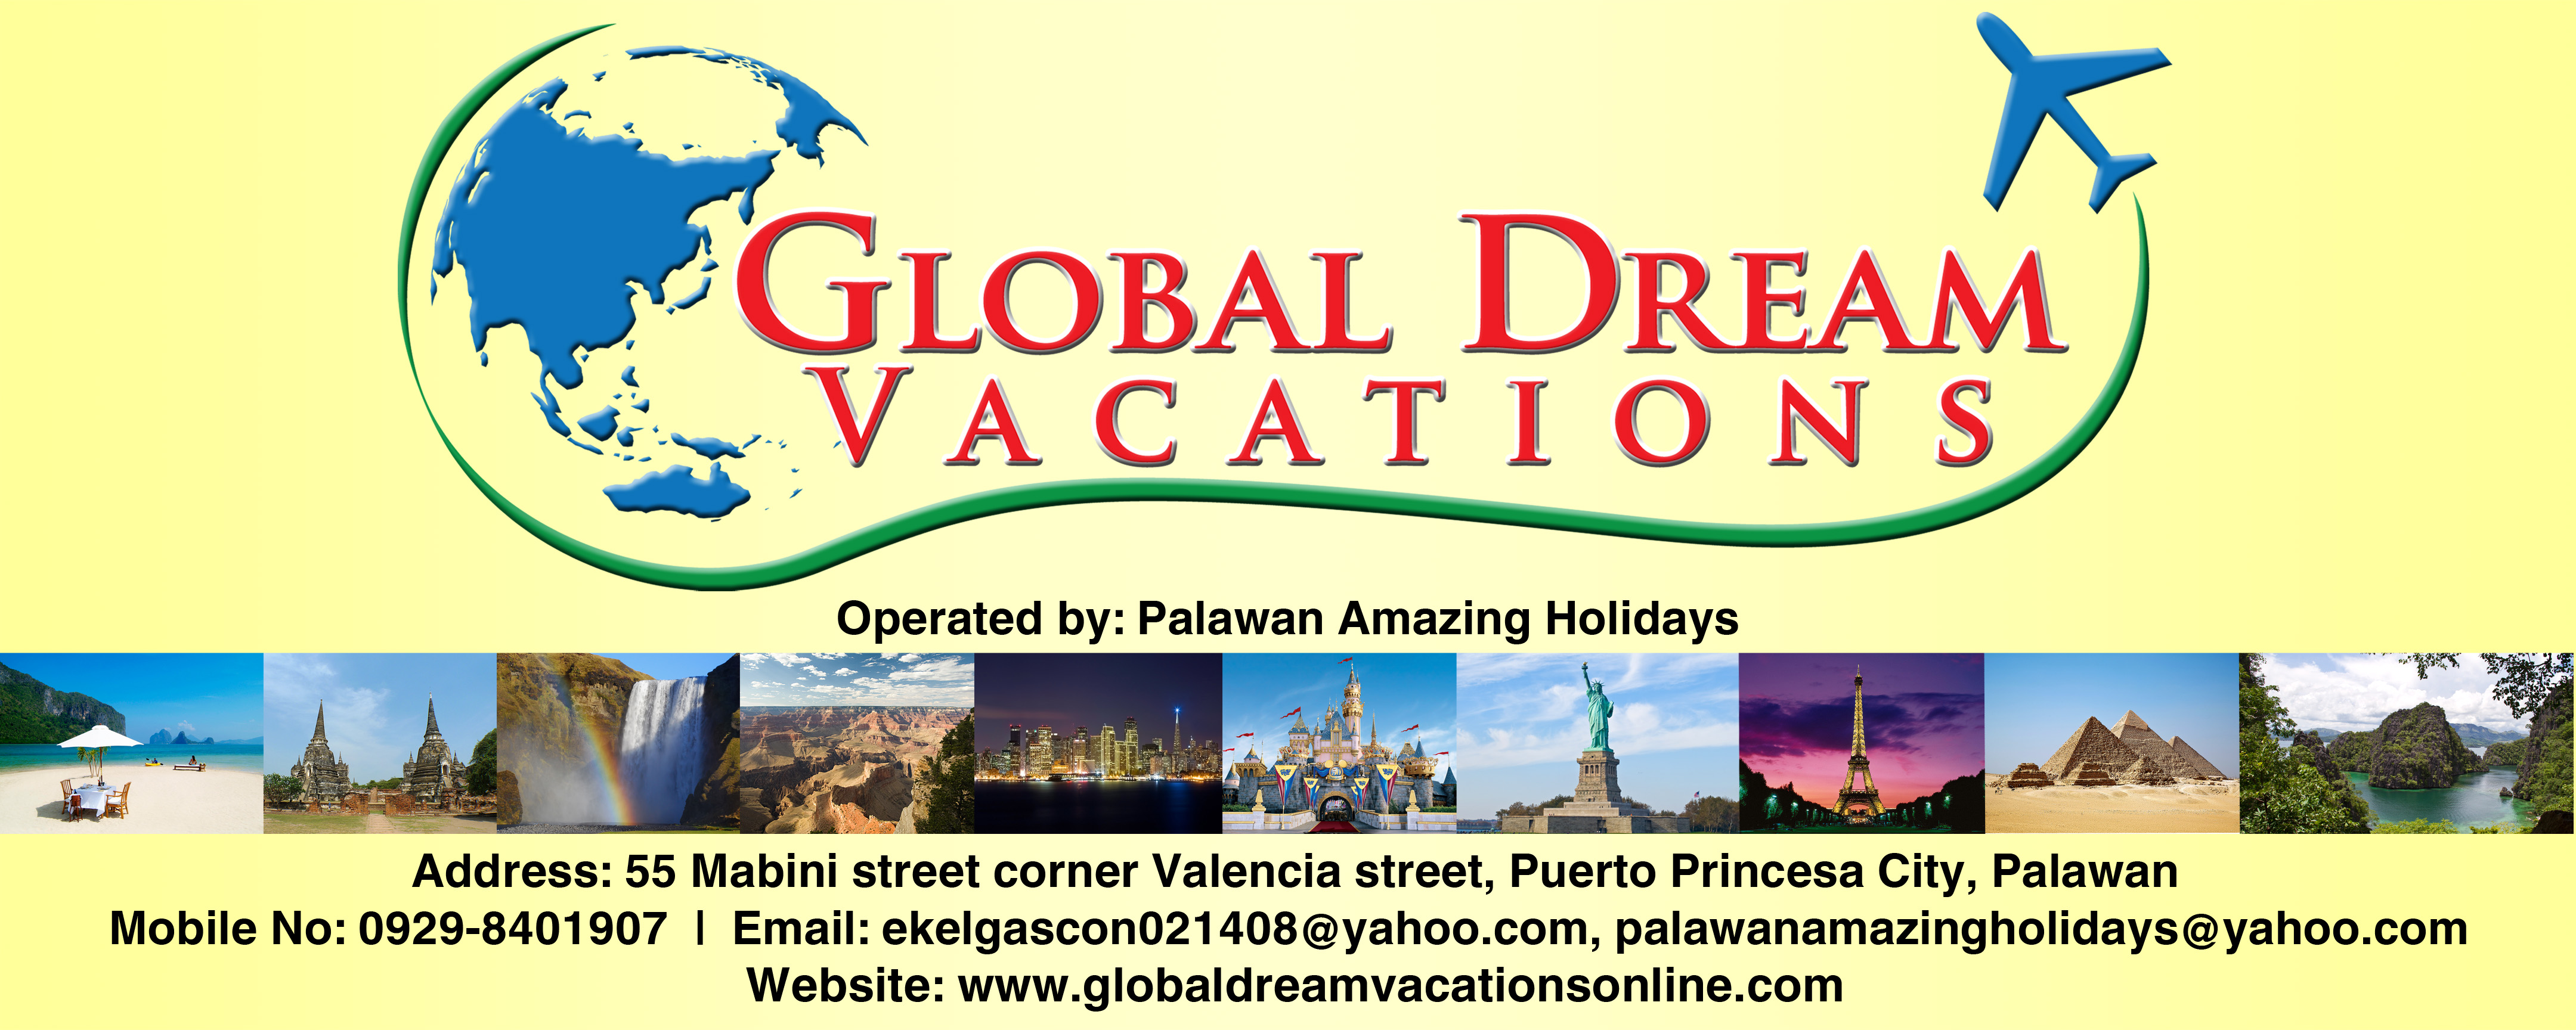 GLOBAL DREAM
VACATIONS
Operated by: Palawan Amazing Holidays
Address: 55 Mabini street corner Valencia street, Puerto Princesa City, Palawan
Mobile No: 0929-8401907 | Email: ekelgascon021408@yahoo.com, palawanamazingholidays@yahoo.com
Website: www.globaldreamvacationsonline.com